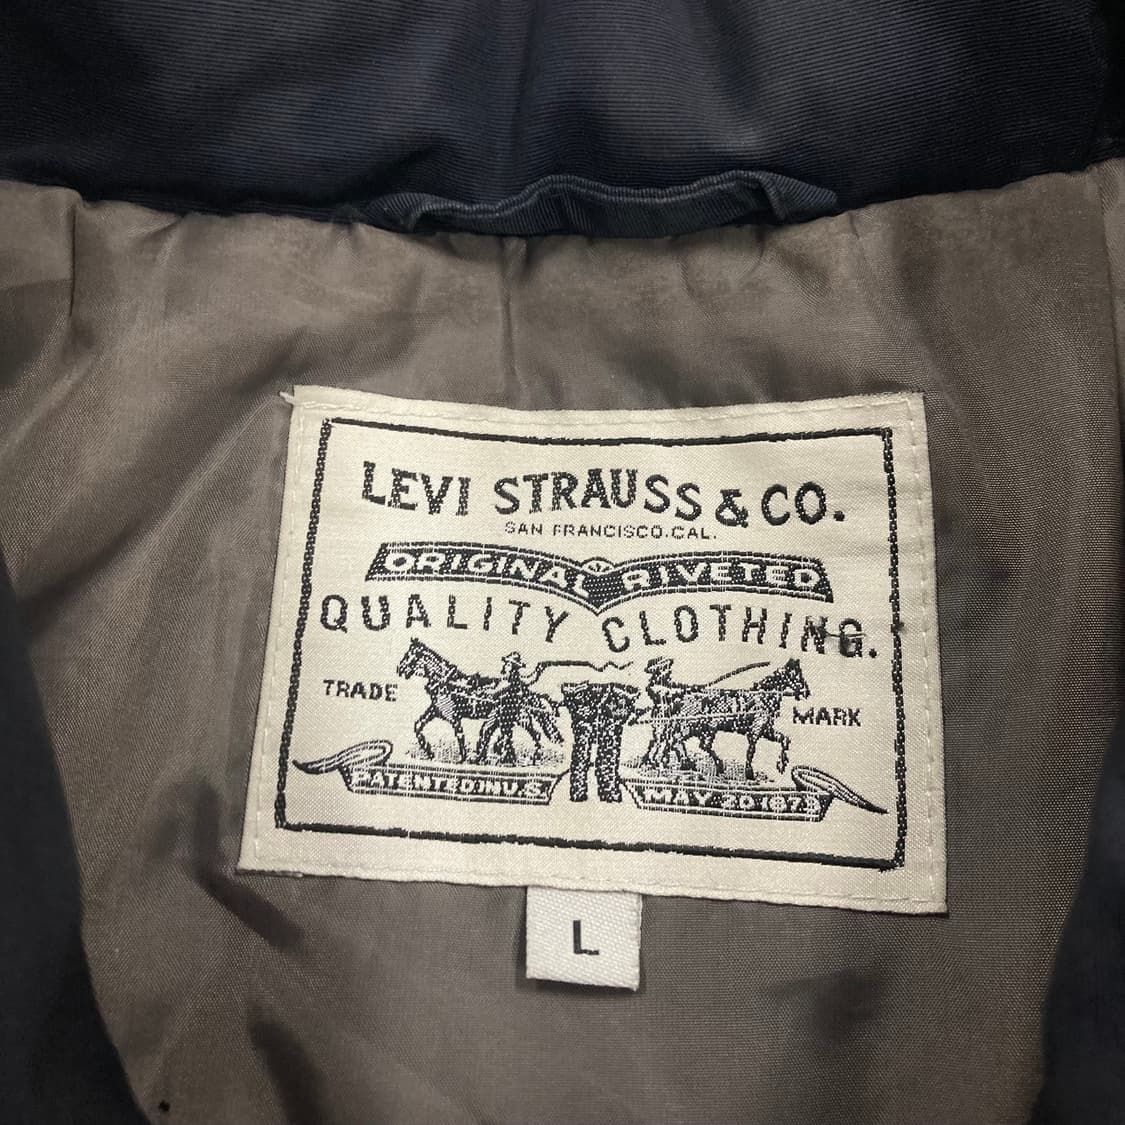 LEVI STRAUSS & CO.
SAN FRANCISCO.CAL.
ORIGINAL RIVETED
QUALITY CLOTHING.
TRADE MARK
PATENTED IN U.S. MAY 20 1873
L